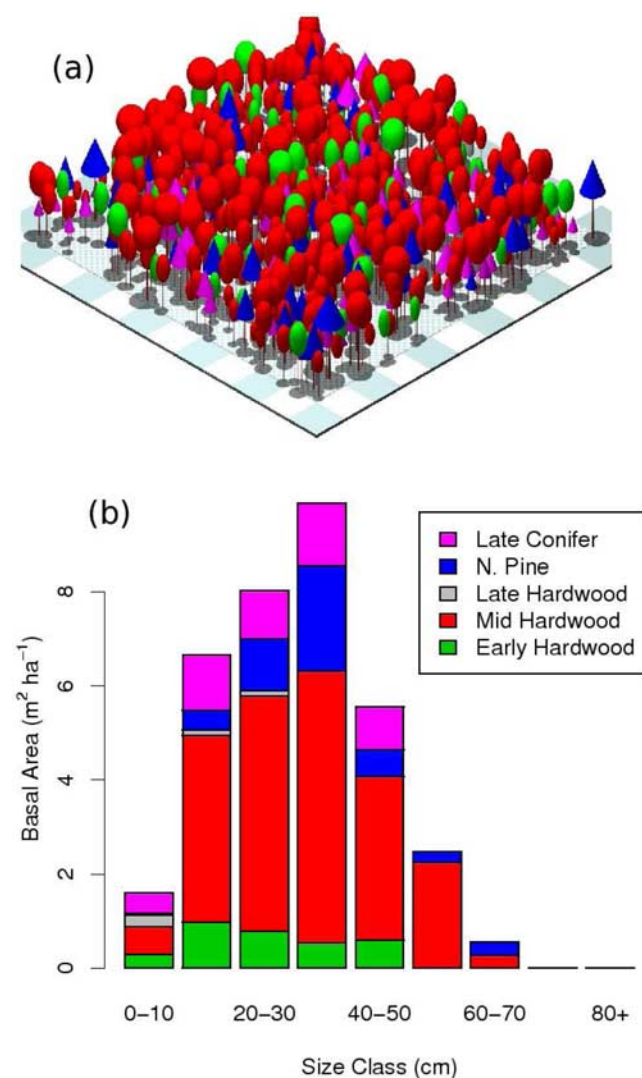 (a)
(b)
Late Conifer
N. Pine
Late Hardwood
Mid Hardwood
Early Hardwood
Basal Area (m² ha⁻¹)
8
6
4
2
0
0−10
20−30
40−50
60−70
80+
Size Class (cm)